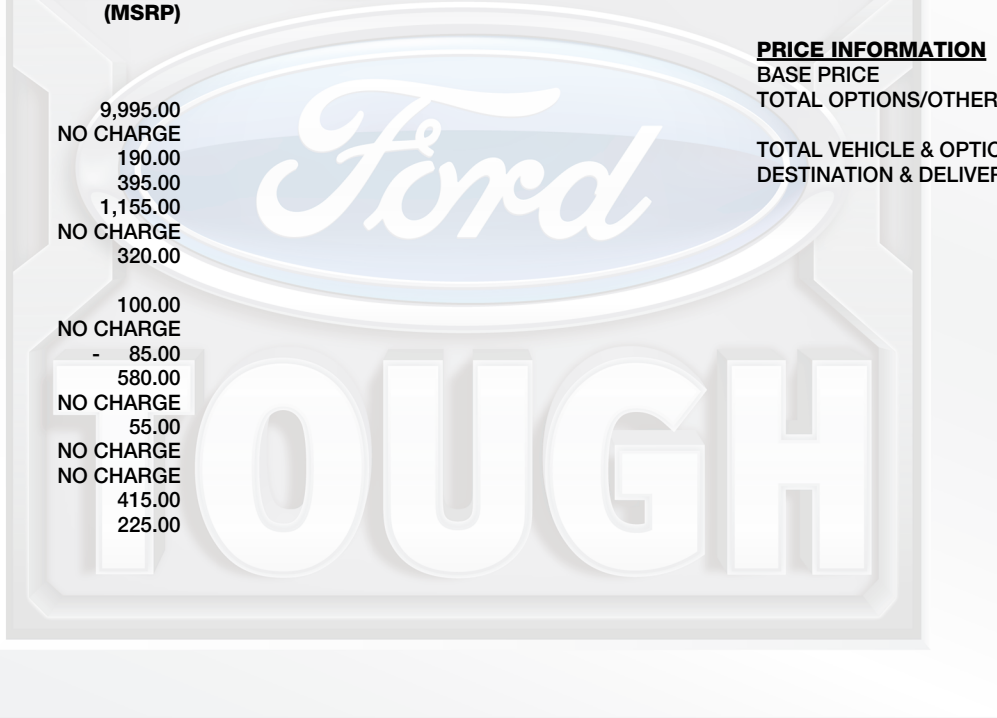 (MSRP)
9,995.00
NO CHARGE
190.00
395.00
1,155.00
NO CHARGE
320.00
100.00
NO CHARGE
- 85.00
580.00
NO CHARGE
55.00
NO CHARGE
NO CHARGE
415.00
225.00
PRICE INFORMATION
BASE PRICE
TOTAL OPTIONS/OTHER
TOTAL VEHICLE & OPTIO
DESTINATION & DELIVER
Ford
TOUGH